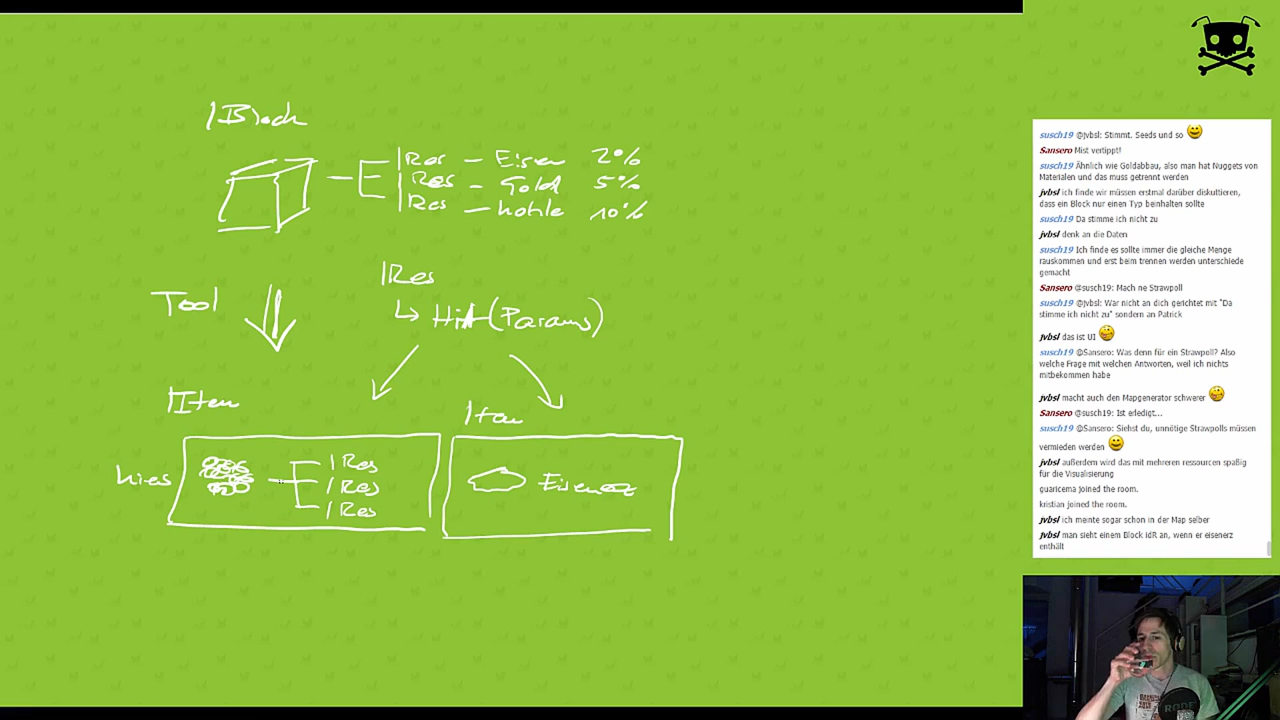 IBlock
IRes – Eisen 2%
IRes – Gold 5%
IRes – Kohle 10%
Tool
IRes
↳ Hit(Params)
IItem
Item
Kies
IRes
IRes
IRes
Eisenerz
susch19 @jvbsl: Stimmt. Seeds und so
Sansero Mist vertippt!
susch19 Ähnlich wie Goldabbau, also man hat Nuggets von
Materialen und das muss getrennt werden
jvbsl ich finde wir müssen erstmal darüber diskuttieren,
dass ein Block nur einen Typ beinhalten sollte
susch19 Da stimme ich nicht zu
jvbsl denk an die Daten
susch19 Ich finde es sollte immer die gleiche Menge
rauskommen und erst beim trennen werden unterschiede
gemacht
Sansero @susch19: Mach ne Strawpoll
susch19 @jvbsl: War nicht an dich gerichtet mit "Da
stimme ich nicht zu" sondern an Patrick
jvbsl das ist UI
susch19 @Sansero: Was denn für ein Strawpoll? Also
welche Frage mit welchen Antworten, weil ich nichts
mitbekommen habe
jvbsl macht auch den Mapgenerator schwerer
Sansero @susch19: Ist erledigt...
susch19 @Sansero: Siehst du, unnötige Strawpolls müssen
vermieden werden
jvbsl außerdem wird das mit mehreren ressourcen spaßig
für die Visualisierung
guaricema joined the room.
kristian joined the room.
jvbsl ich meinte sogar schon in der Map selber
jvbsl man sieht einem Block idR an, wenn er eisenerz
enthält
RODE